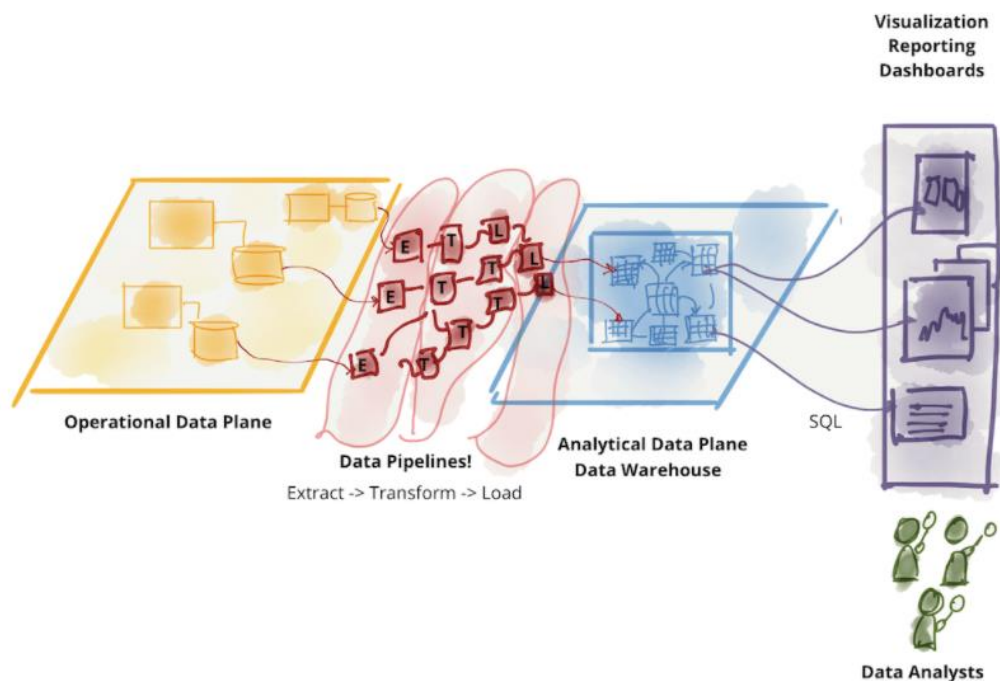 Visualization
Reporting
Dashboards
E
T
L
E
T
T
L
E
T
T
T
L
Operational Data Plane
Data Pipelines!
Extract -> Transform -> Load
Analytical Data Plane
Data Warehouse
SQL
Data Analysts